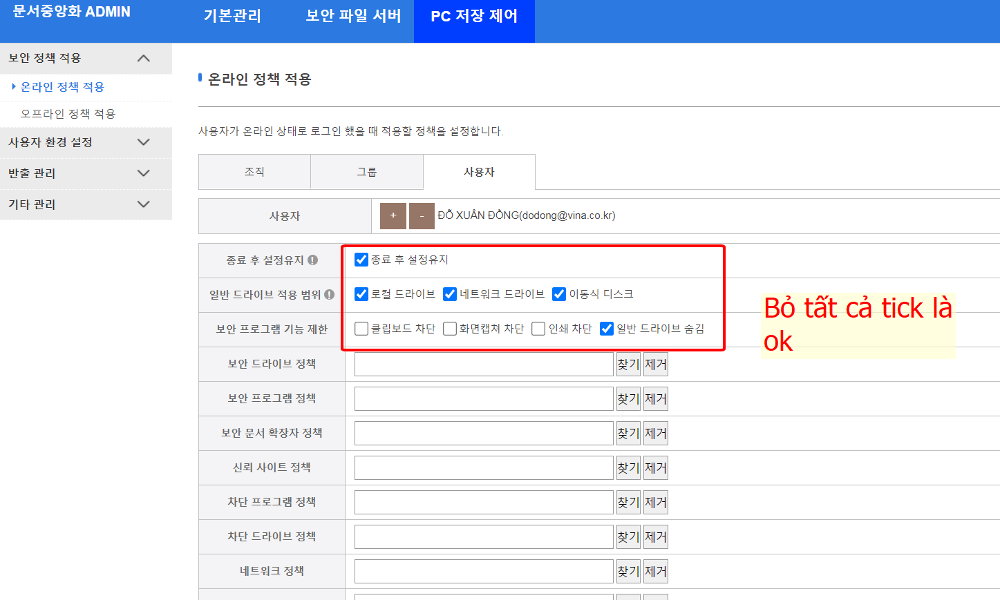 문서중앙화 ADMIN
기본관리 보안 파일 서버 PC 저장 제어
보안 정책 적용
온라인 정책 적용
오프라인 정책 적용
사용자 환경 설정
반출 관리
기타 관리
온라인 정책 적용
사용자가 온라인 상태로 로그인 했을 때 적용할 정책을 설정합니다.
조직 그룹 사용자
사용자 + - ĐỖ XUÂN ĐỒNG(dodong@vina.co.kr)
종료 후 설정유지 종료 후 설정유지
일반 드라이브 적용 범위 로컬 드라이브 네트워크 드라이브 이동식 디스크
보안 프로그램 기능 제한 클립보드 차단 화면캡쳐 차단 인쇄 차단 일반 드라이브 숨김
Bỏ tất cả tick là
ok
보안 드라이브 정책 찾기 제거
보안 프로그램 정책 찾기 제거
보안 문서 확장자 정책 찾기 제거
신뢰 사이트 정책 찾기 제거
차단 프로그램 정책 찾기 제거
차단 드라이브 정책 찾기 제거
네트워크 정책 찾기 제거